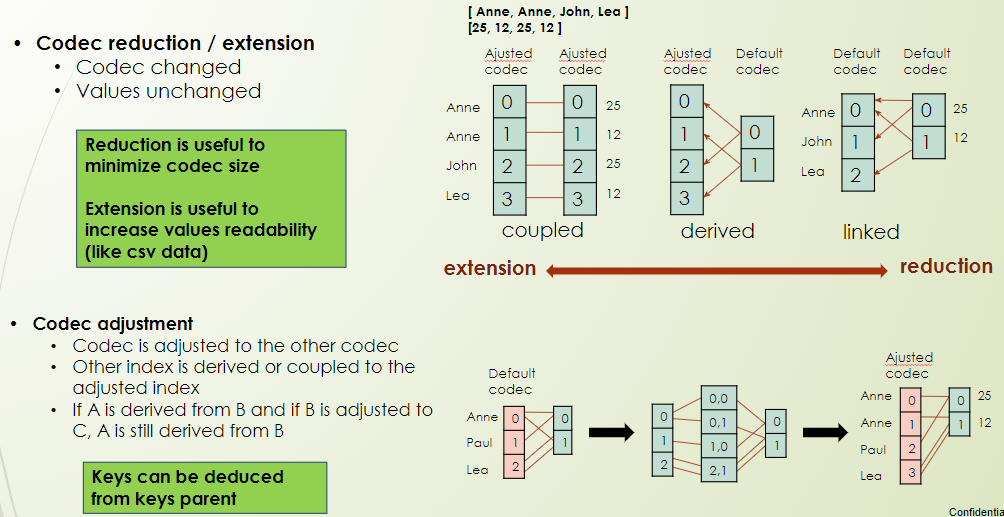 [ Anne, Anne, John, Lea ]
[25, 12, 25, 12 ]
• Codec reduction / extension
• Codec changed
• Values unchanged
Reduction is useful to
minimize codec size
Extension is useful to
increase values readability
(like csv data)
Ajusted codec
Ajusted codec
Anne 0 0 25
Anne 1 1 12
John 2 2 25
Lea 3 3 12
coupled
Ajusted codec
Default codec
0
1
2
3
0
1
derived
Default codec
Default codec
Anne 0 0 25
John 1 1 12
Lea 2
linked
extension
reduction
• Codec adjustment
• Codec is adjusted to the other codec
• Other index is derived or coupled to the
adjusted index
• If A is derived from B and if B is adjusted to
C, A is still derived from B
Keys can be deduced
from keys parent
Default
codec
Anne 0 0
Paul 1 1
Lea 2
0
1
2
0,0
0,1
1,0
2,1
0
1
Ajusted
codec
Anne 0 0 25
Anne 1 1 12
Paul 2
Lea 3
Confidentia